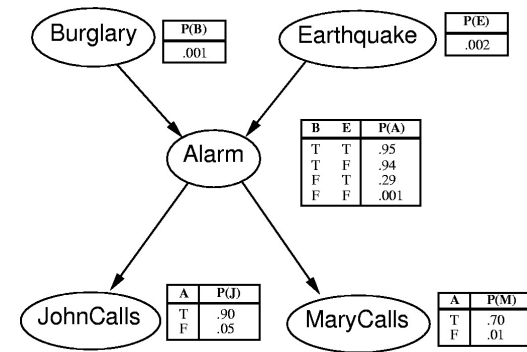 Burglary
P(B)
.001
Earthquake
P(E)
.002
Alarm
B E P(A)
T T .95
T F .94
F T .29
F F .001
JohnCalls
A P(J)
T .90
F .05
MaryCalls
A P(M)
T .70
F .01